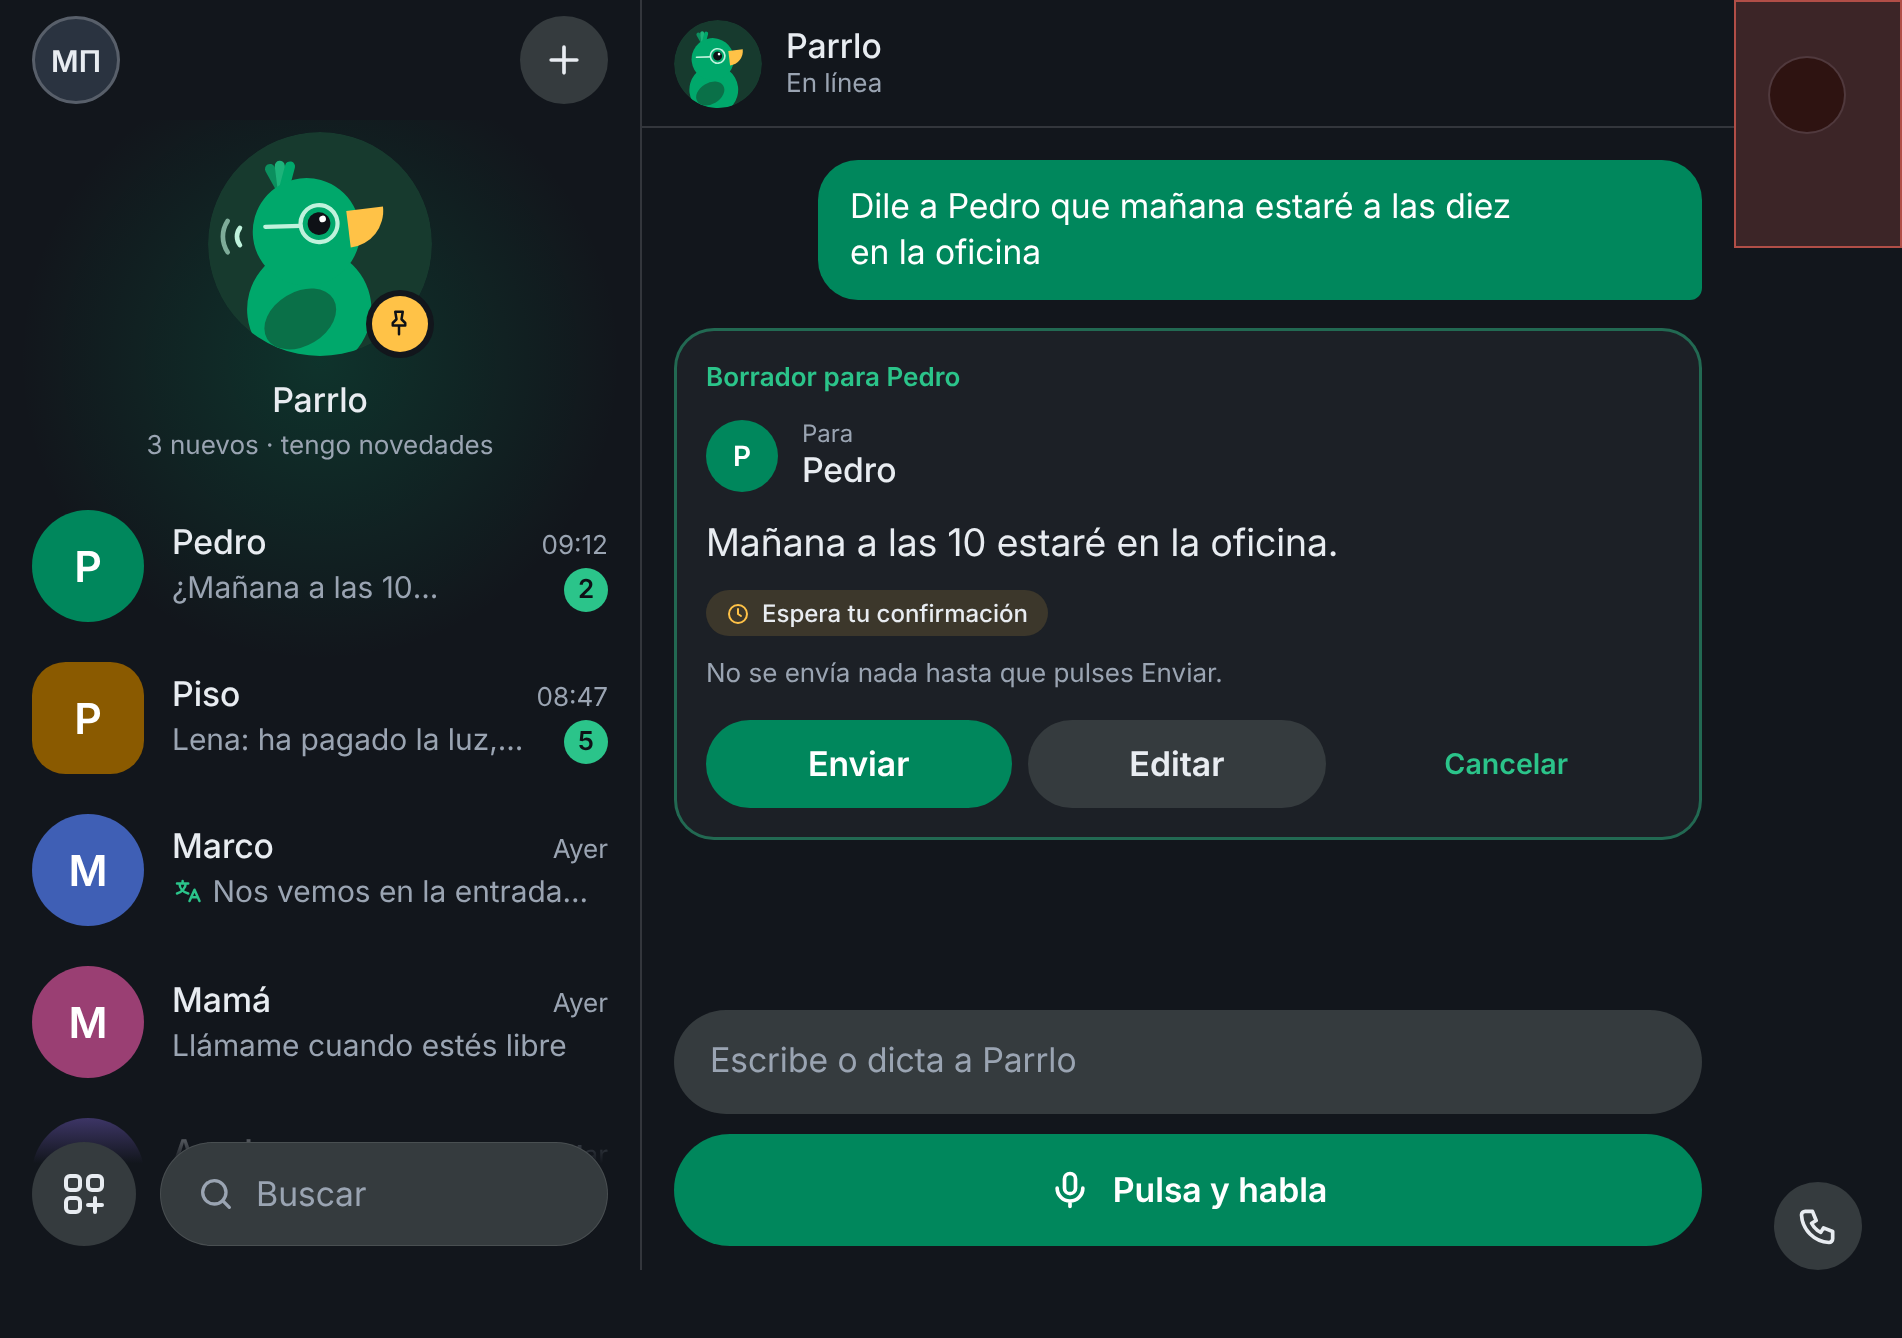 МП
Parrlo
3 nuevos · tengo novedades
Pedro
09:12
¿Mañana a las 10...
2
P
Piso
08:47
Lena: ha pagado la luz,...
5
P
Marco
Ayer
Nos vemos en la entrada...
M
Mamá
Ayer
Llámame cuando estés libre
M
Buscar
Parrlo
En línea
Dile a Pedro que mañana estaré a las diez
en la oficina
Borrador para Pedro
P
Para
Pedro
Mañana a las 10 estaré en la oficina.
Espera tu confirmación
No se envía nada hasta que pulses Enviar.
Enviar
Editar
Cancelar
Escribe o dicta a Parrlo
Pulsa y habla